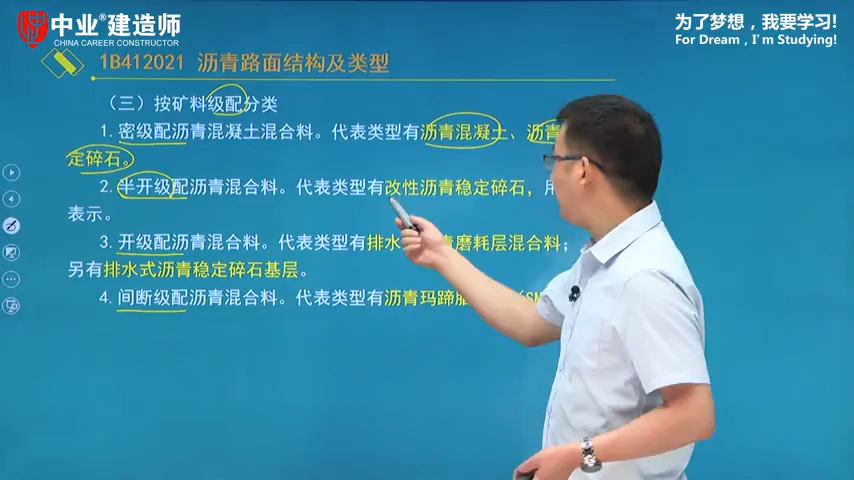 中业®建造师
CHINA CAREER CONSTRUCTOR
为了梦想，我要学习!
For Dream , I'm Studying!
1B412021 沥青路面结构及类型
（三）按矿料级配分类
1.密级配沥青混凝土混合料。代表类型有沥青混凝土、沥青
定碎石。
2.半开级配沥青混合料。代表类型有改性沥青稳定碎石，用
表示。
3.开级配沥青混合料。代表类型有排水 磨耗层混合料；
另有排水式沥青稳定碎石基层。
4.间断级配沥青混合料。代表类型有沥青玛蹄脂 (SM